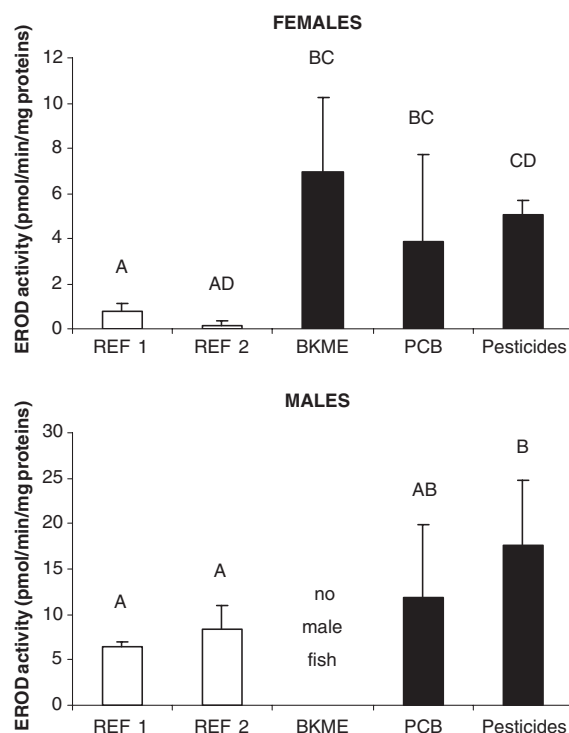 FEMALES
EROD activity (pmol/min/mg proteins)
12
10
8
6
4
2
0
A
AD
BC
BC
CD
REF 1
REF 2
BKME
PCB
Pesticides
MALES
EROD activity (pmol/min/mg proteins)
30
25
20
15
10
5
0
A
A
no
male
fish
AB
B
REF 1
REF 2
BKME
PCB
Pesticides